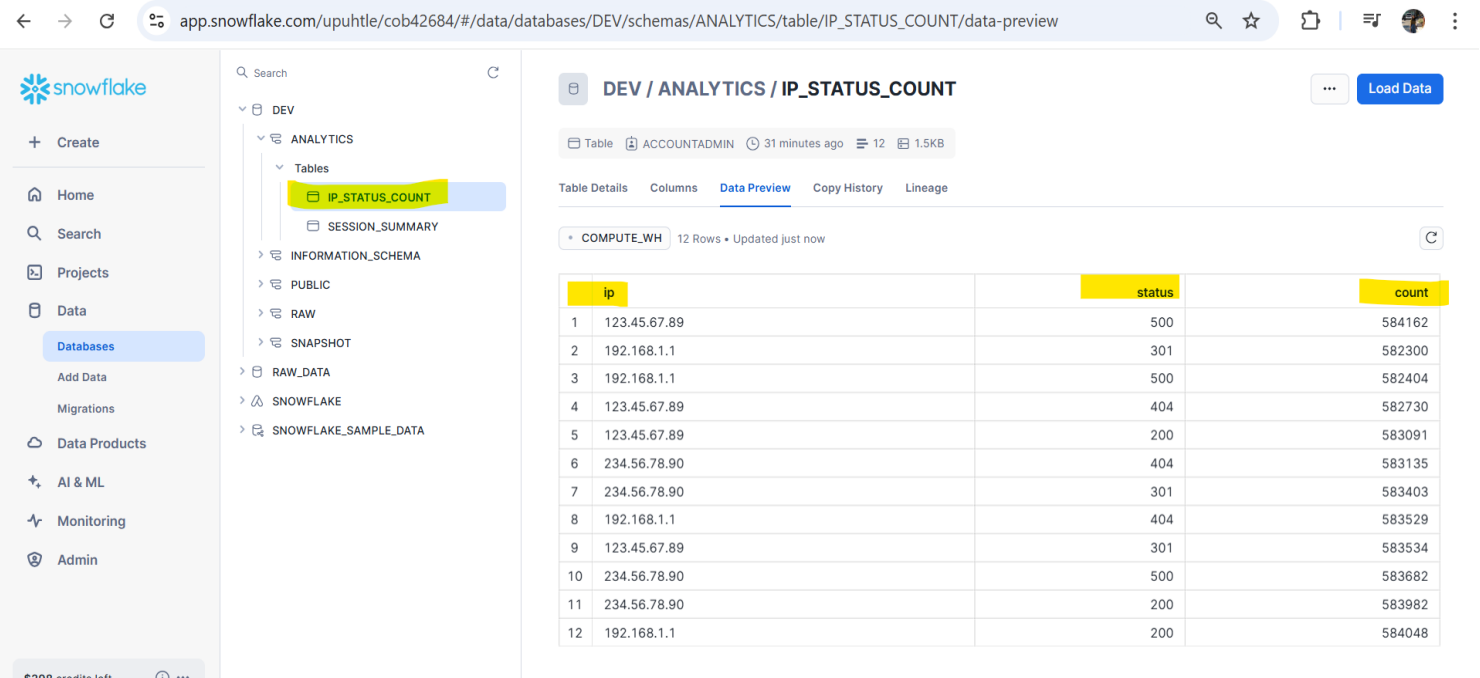 app.snowflake.com/upuhtle/cob42684/#/data/databases/DEV/schemas/ANALYTICS/table/IP_STATUS_COUNT/data-preview
snowflake
Create
Home
Search
Projects
Data
Databases
Add Data
Migrations
Data Products
AI & ML
Monitoring
Admin
credits left
Search
DEV
ANALYTICS
Tables
IP_STATUS_COUNT
SESSION_SUMMARY
INFORMATION_SCHEMA
PUBLIC
RAW
SNAPSHOT
RAW_DATA
SNOWFLAKE
SNOWFLAKE_SAMPLE_DATA
DEV / ANALYTICS / IP_STATUS_COUNT
... Load Data
Table ACCOUNTADMIN 31 minutes ago 12 1.5KB
Table Details Columns Data Preview Copy History Lineage
COMPUTE_WH 12 Rows • Updated just now
ip status count
1 123.45.67.89 500 584162
2 192.168.1.1 301 582300
3 192.168.1.1 500 582404
4 123.45.67.89 404 582730
5 123.45.67.89 200 583091
6 234.56.78.90 404 583135
7 234.56.78.90 301 583403
8 192.168.1.1 404 583529
9 123.45.67.89 301 583534
10 234.56.78.90 500 583682
11 234.56.78.90 200 583982
12 192.168.1.1 200 584048